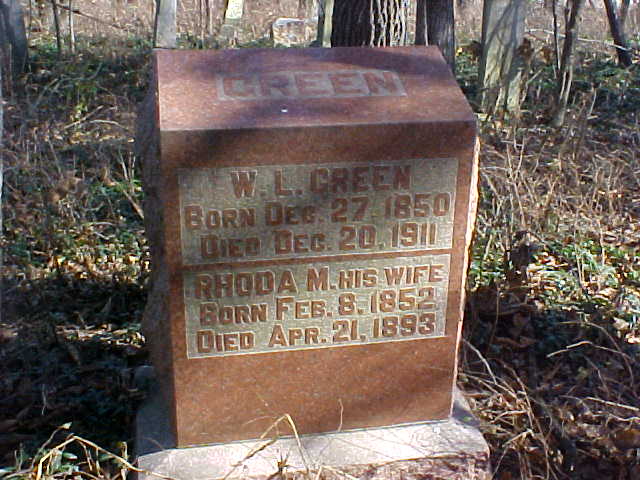 GREEN
W. L. GREEN
BORN DEC. 27, 1850
DIED DEC. 20, 1911
RHODA M. HIS WIFE
BORN FEB. 8, 1852
DIED APR. 21, 1893